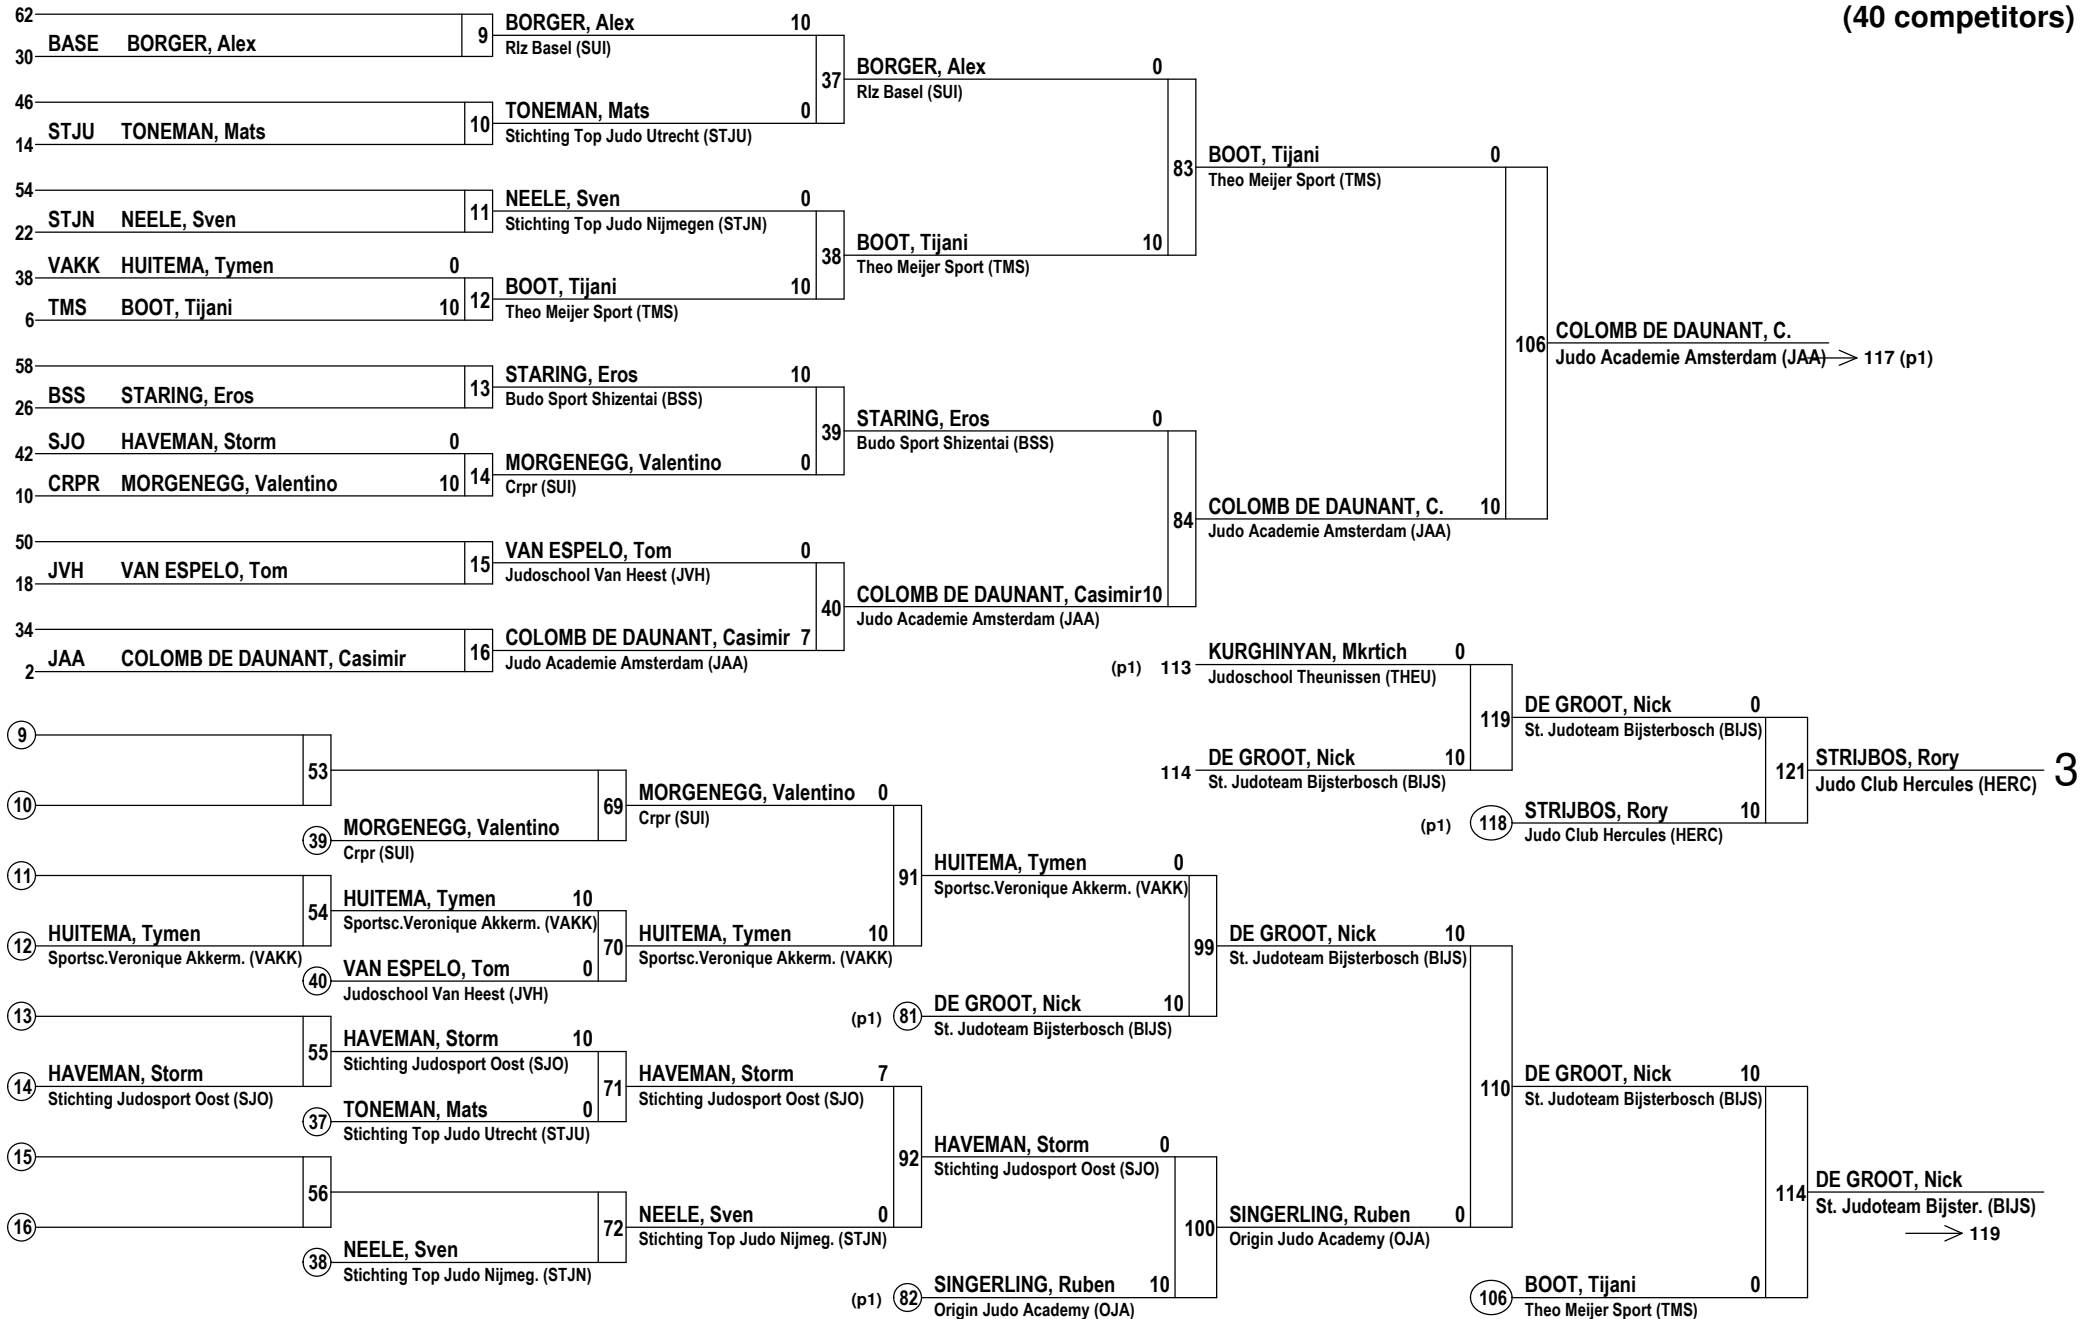 (40 competitors)
62
BASE BORGER, Alex
30
9
BORGER, Alex 10
Rlz Basel (SUI)
46
STJU TONEMAN, Mats
14
10
TONEMAN, Mats 0
Stichting Top Judo Utrecht (STJU)
37
BORGER, Alex 0
Rlz Basel (SUI)
54
STJN NEELE, Sven
22
11
NEELE, Sven 0
Stichting Top Judo Nijmegen (STJN)
VAKK HUITEMA, Tymen 0
38
TMS BOOT, Tijani 10
6
12
BOOT, Tijani 10
Theo Meijer Sport (TMS)
38
BOOT, Tijani 10
Theo Meijer Sport (TMS)
83
BOOT, Tijani 0
Theo Meijer Sport (TMS)
58
BSS STARING, Eros
26
13
STARING, Eros 10
Budo Sport Shizentai (BSS)
SJO HAVEMAN, Storm 0
42
CRPR MORGENEGG, Valentino 10
10
14
MORGENEGG, Valentino 0
Crpr (SUI)
39
STARING, Eros 0
Budo Sport Shizentai (BSS)
50
JVH VAN ESPELO, Tom
18
15
VAN ESPELO, Tom 0
Judoschool Van Heest (JVH)
34
JAA COLOMB DE DAUNANT, Casimir
2
16
COLOMB DE DAUNANT, Casimir 7
Judo Academie Amsterdam (JAA)
40
COLOMB DE DAUNANT, Casimir 10
Judo Academie Amsterdam (JAA)
84
COLOMB DE DAUNANT, C. 10
Judo Academie Amsterdam (JAA)
106
COLOMB DE DAUNANT, C.
Judo Academie Amsterdam (JAA) 117 (p1)
(p1) 113
KURGHINYAN, Mkrtich 0
Judoschool Theunissen (THEU)
114
DE GROOT, Nick 10
St. Judoteam Bijsterbosch (BIJS)
119
DE GROOT, Nick 0
St. Judoteam Bijsterbosch (BIJS)
(p1) 118
STRIJBOS, Rory 10
Judo Club Hercules (HERC)
121
STRIJBOS, Rory
Judo Club Hercules (HERC)
3
9
10
53
39
MORGENEGG, Valentino
Crpr (SUI)
69
MORGENEGG, Valentino 0
Crpr (SUI)
11
12
HUITEMA, Tymen
Sportsc.Veronique Akkerm. (VAKK)
54
HUITEMA, Tymen 10
Sportsc.Veronique Akkerm. (VAKK)
40
VAN ESPELO, Tom 0
Judoschool Van Heest (JVH)
70
HUITEMA, Tymen 10
Sportsc.Veronique Akkerm. (VAKK)
91
HUITEMA, Tymen 0
Sportsc.Veronique Akkerm. (VAKK)
(p1) 81
DE GROOT, Nick 10
St. Judoteam Bijsterbosch (BIJS)
99
DE GROOT, Nick 10
St. Judoteam Bijsterbosch (BIJS)
13
14
HAVEMAN, Storm
Stichting Judosport Oost (SJO)
55
HAVEMAN, Storm 10
Stichting Judosport Oost (SJO)
37
TONEMAN, Mats 0
Stichting Top Judo Utrecht (STJU)
71
HAVEMAN, Storm 7
Stichting Judosport Oost (SJO)
15
16
56
38
NEELE, Sven
Stichting Top Judo Nijmeg. (STJN)
72
NEELE, Sven 0
Stichting Top Judo Nijmeg. (STJN)
92
HAVEMAN, Storm 0
Stichting Judosport Oost (SJO)
(p1) 82
SINGERLING, Ruben 10
Origin Judo Academy (OJA)
100
SINGERLING, Ruben 0
Origin Judo Academy (OJA)
110
DE GROOT, Nick 10
St. Judoteam Bijsterbosch (BIJS)
106
BOOT, Tijani 0
Theo Meijer Sport (TMS)
114
DE GROOT, Nick
St. Judoteam Bijster. (BIJS)
119